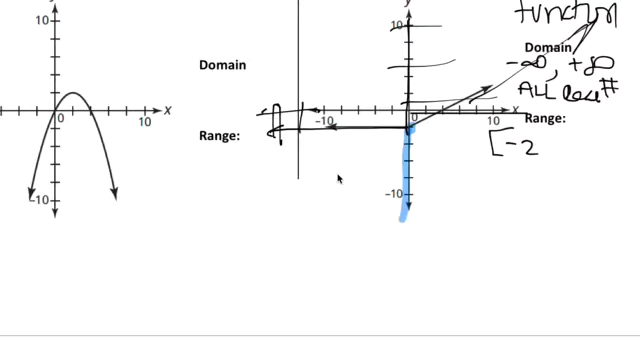 y
function
10
10
Domain
Domain
-∞, +∞
ALL Real #
x
0
10
-10
0
10
x
Range:
Range:
[-2
-10
-10